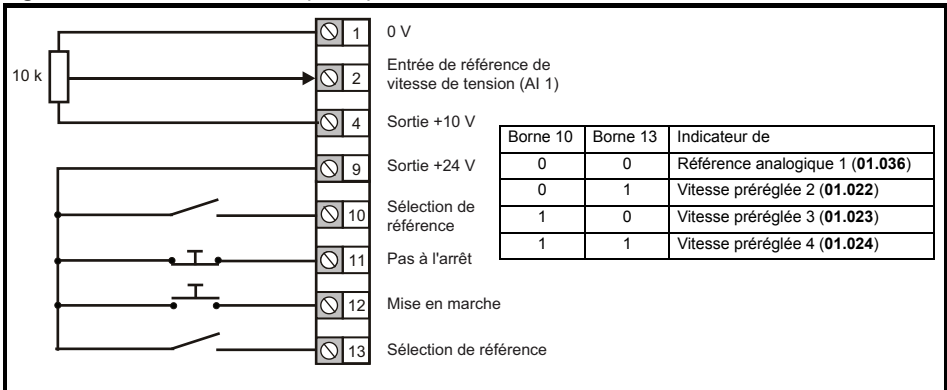 1 0 V
10 k
2 Entrée de référence de
vitesse de tension (AI 1)
4 Sortie +10 V
9 Sortie +24 V
10 Sélection de
référence
11 Pas à l'arrêt
12 Mise en marche
13 Sélection de référence
Borne 10 Borne 13 Indicateur de
0 0 Référence analogique 1 (01.036)
0 1 Vitesse préréglée 2 (01.022)
1 0 Vitesse préréglée 3 (01.023)
1 1 Vitesse préréglée 4 (01.024)